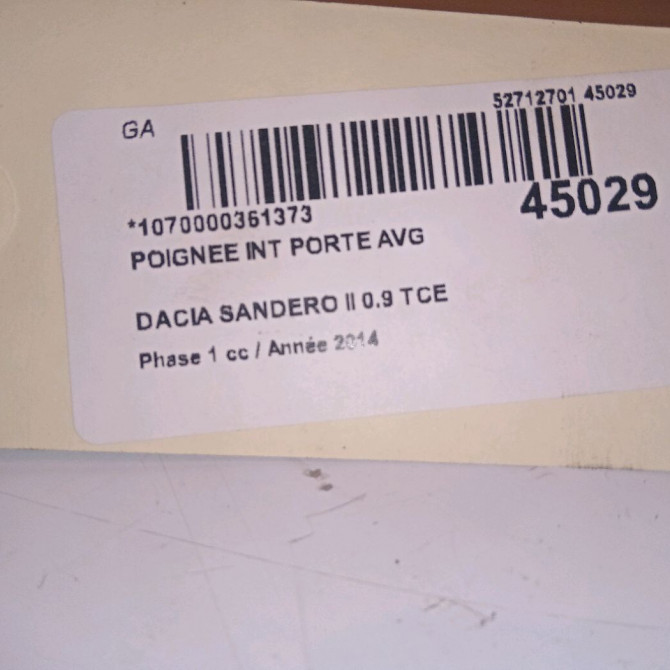 GA
52712701 45029
45029
*1070000361373
POIGNEE INT PORTE AVG
DACIA SANDERO II 0.9 TCE
Phase 1 cc / Année 2014